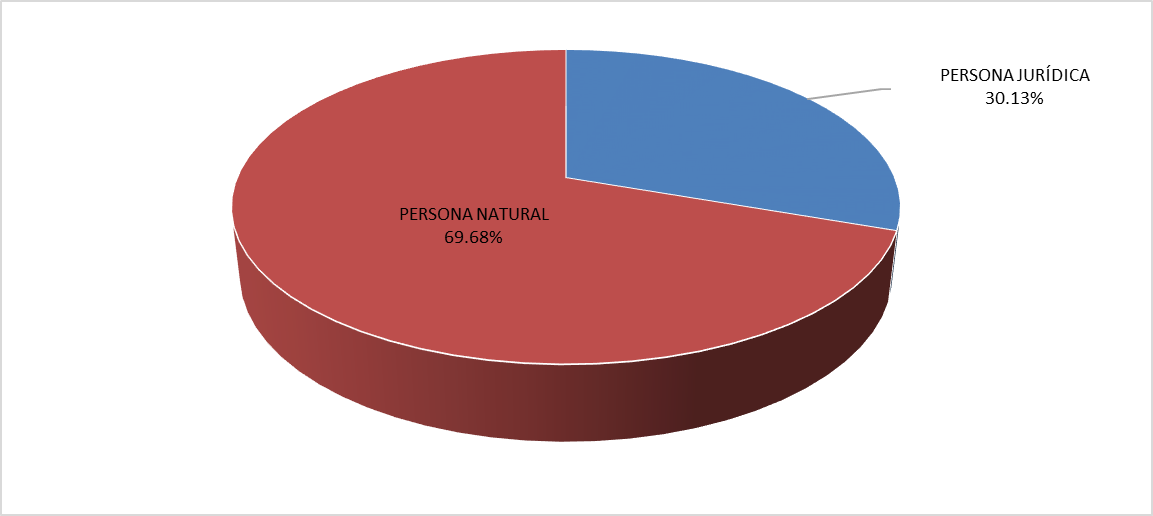 PERSONA JURÍDICA
30.13%
PERSONA NATURAL
69.68%